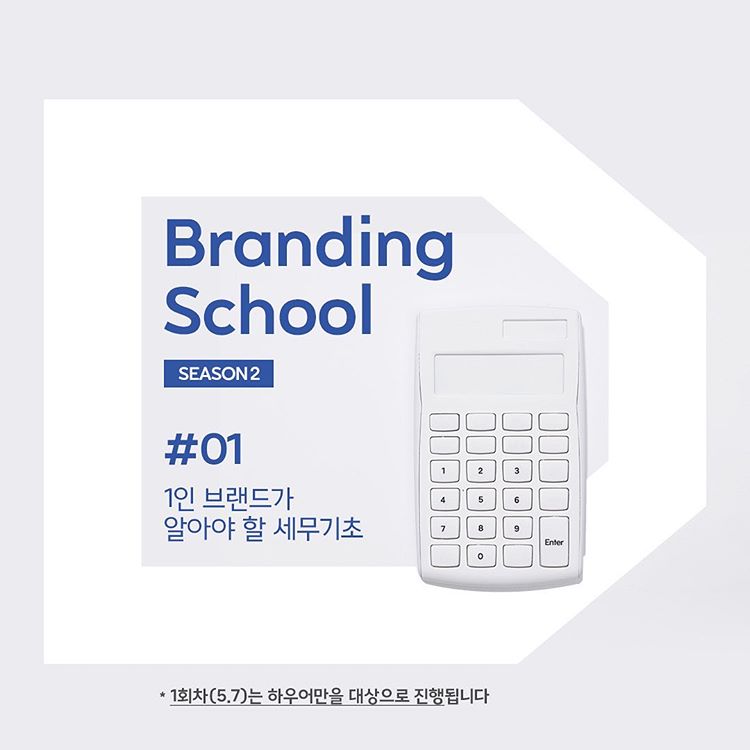 Branding
School
SEASON 2
#01
1인 브랜드가
알아야 할 세무기초
1 2 3
4 5 6
7 8 9
Enter
0
* 1회차(5.7)는 하우어만을 대상으로 진행됩니다